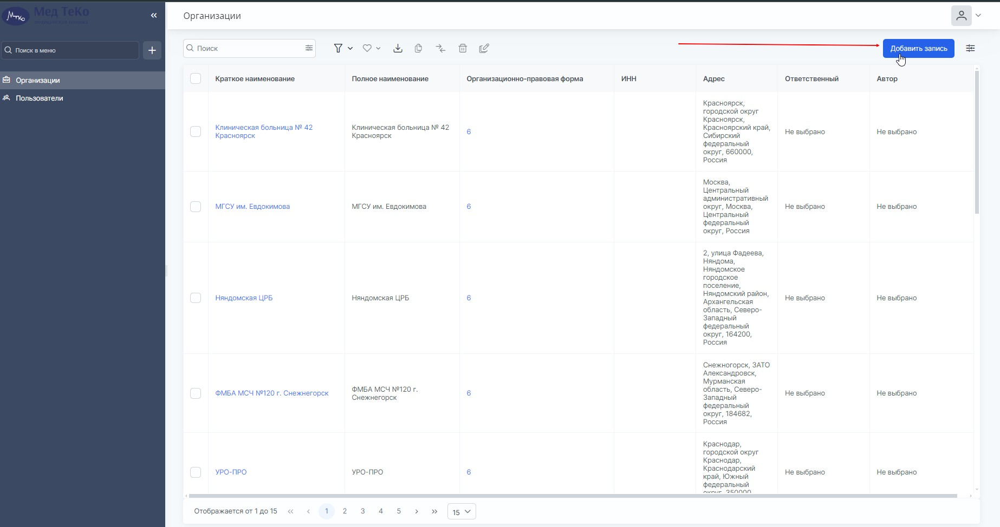 Мед ТеКо
Организации
Поиск в меню
Организации
Пользователи
Поиск
Добавить запись
Краткое наименование
Полное наименование
Организационно-правовая форма
ИНН
Адрес
Ответственный
Автор
Клиническая больница № 42
Красноярск
Клиническая больница № 42
Красноярск
6
Красноярск,
городской округ
Красноярск,
Красноярский край,
Сибирский
федеральный
округ, 660000,
Россия
Не выбрано
Не выбрано
МГСУ им. Евдокимова
МГСУ им. Евдокимова
6
Москва,
Центральный
административный
округ, Москва,
Центральный
федеральный
округ, Россия
Не выбрано
Не выбрано
Няндомская ЦРБ
Няндомская ЦРБ
6
2, улица Фадеева,
Няндома,
Няндомское
городское
поселение,
Няндомский район,
Архангельская
область, Северо-
Западный
федеральный
округ, 164200,
Россия
Не выбрано
Не выбрано
ФМБА МСЧ №120 г. Снежнегорск
ФМБА МСЧ №120 г.
Снежнегорск
6
Снежногорск, ЗАТО
Александровск,
Мурманская
область, Северо-
Западный
федеральный
округ, 184682,
Россия
Не выбрано
Не выбрано
УРО-ПРО
УРО-ПРО
6
Краснодар,
городской округ
Краснодар,
Краснодарский
край, Южный
федеральный
округ, 350000
Не выбрано
Не выбрано
Отображается от 1 до 15
1 2 3 4 5
15